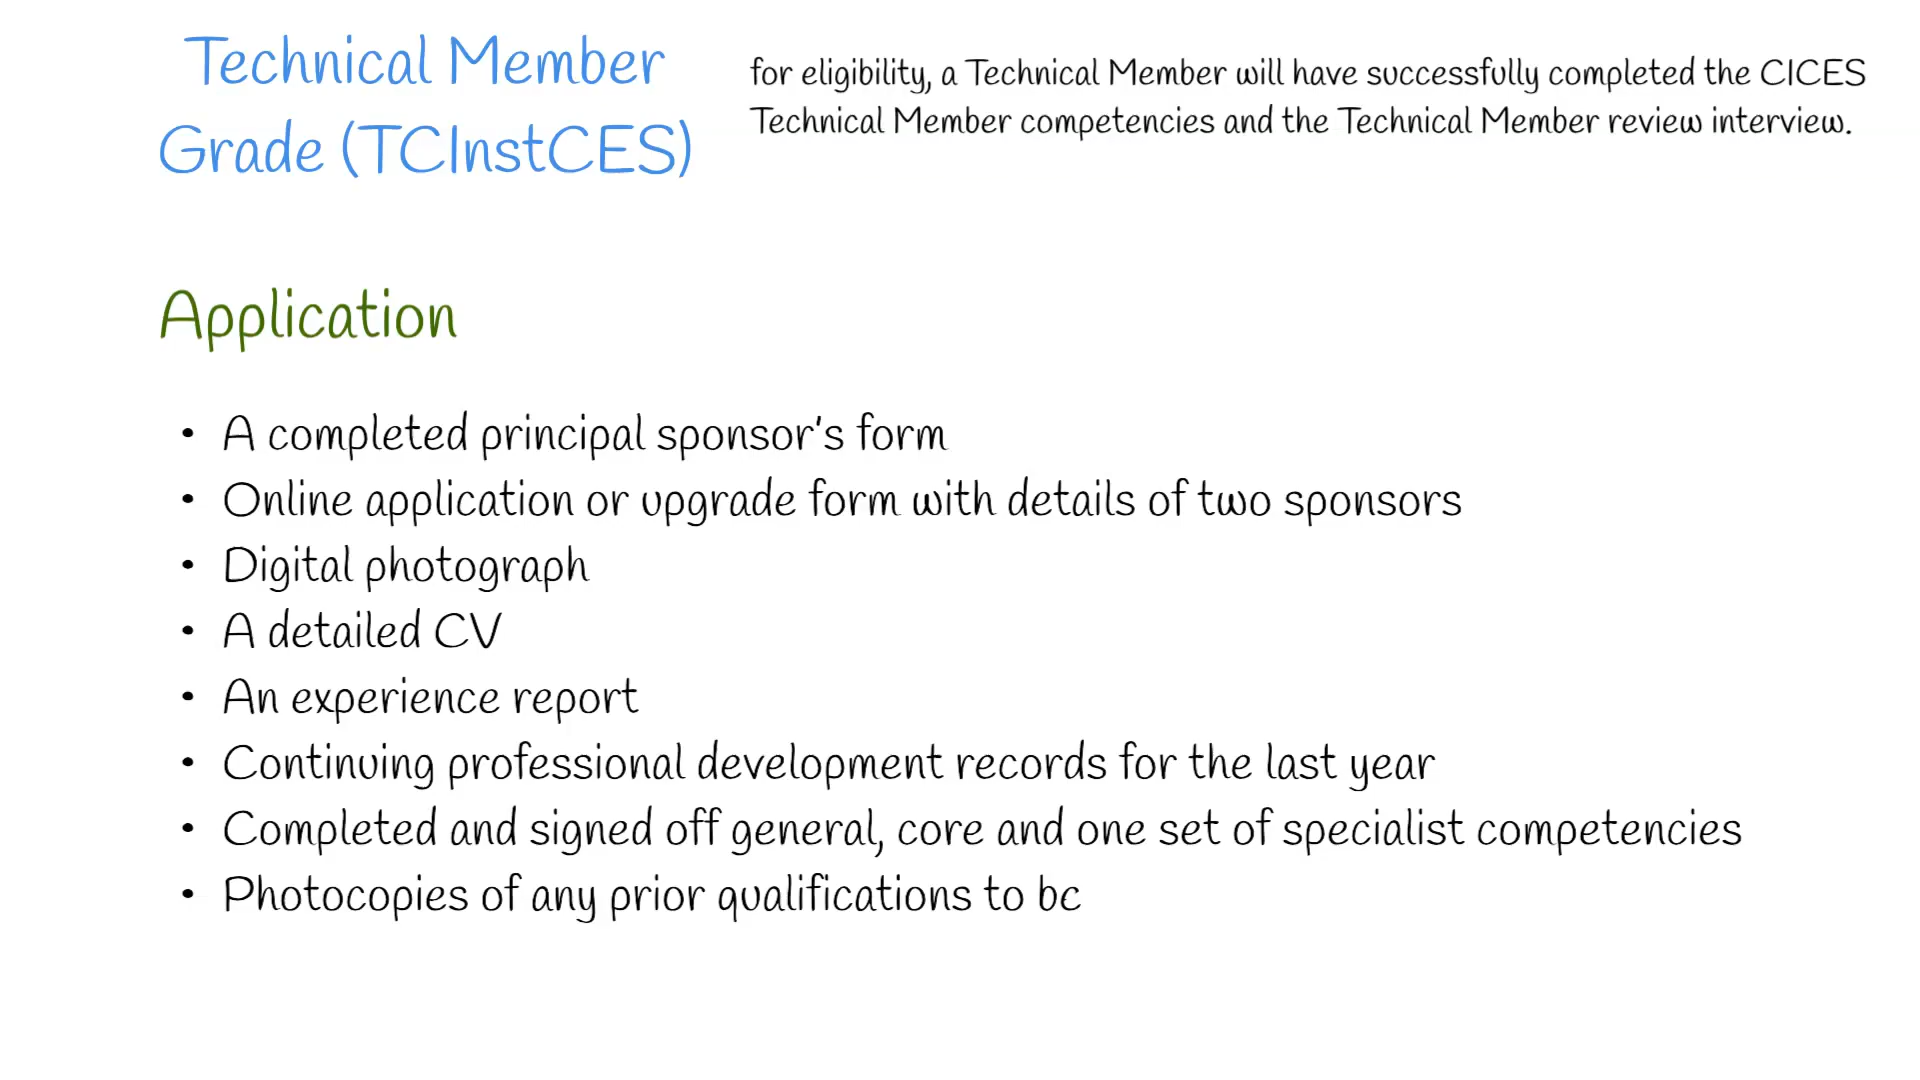 Technical Member
Grade (TCInstCES)
for eligibility, a Technical Member will have successfully completed the CICES
Technical Member competencies and the Technical Member review interview.
Application
• A completed principal sponsor's form
• Online application or upgrade form with details of two sponsors
• Digital photograph
• A detailed CV
• An experience report
• Continuing professional development records for the last year
• Completed and signed off general, core and one set of specialist competencies
• Photocopies of any prior qualifications to bc